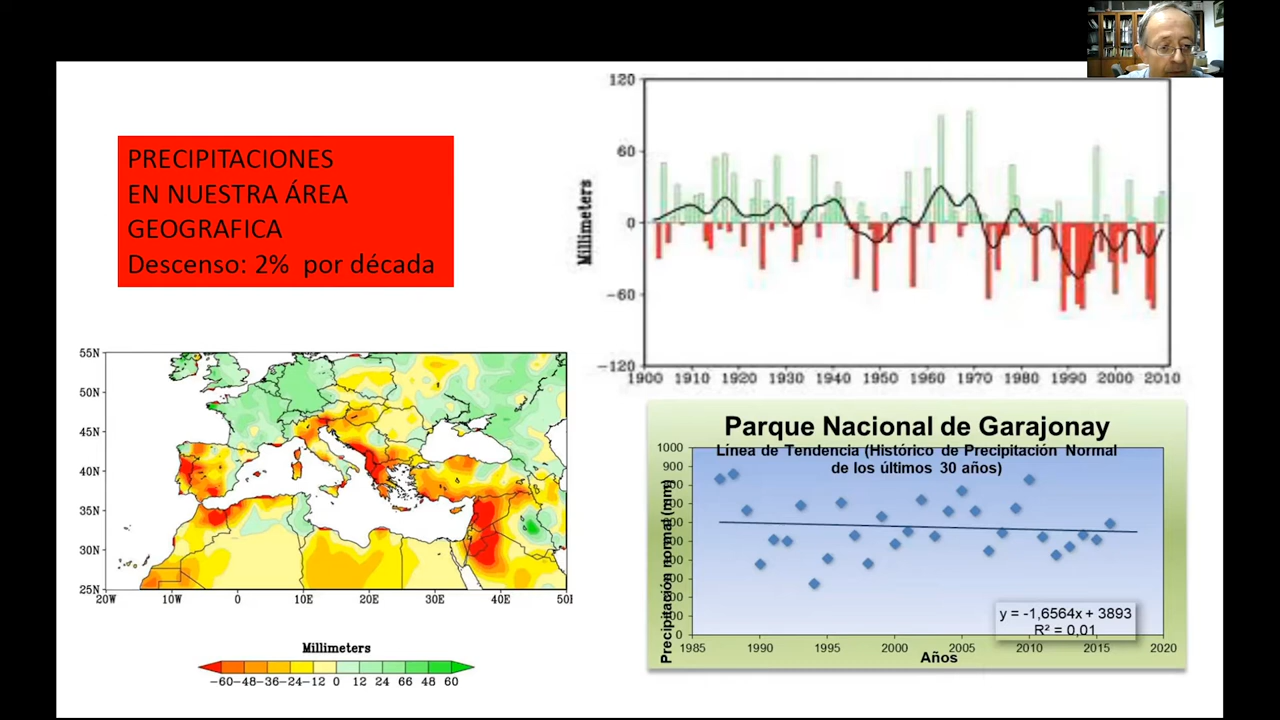 PRECIPITACIONES
EN NUESTRA ÁREA
GEOGRAFICA
Descenso: 2% por década
120
60
0
−60
−120
Millimeters
1900 1910 1920 1930 1940 1950 1960 1970 1980 1990 2000 2010
55N
50N
45N
40N
35N
30N
25N
20W 10W 0 10E 20E 30E 40E
Millimeters
−60−48−36−24−12 0 12 24 66 48 60
Parque Nacional de Garajonay
Línea de Tendencia (Histórico de Precipitación Normal
de los últimos 30 años)
1000
900
0
Precipitación normal (mm)
y = -1,6564x + 3893
R² = 0,01
1985 1990 1995 2000 2005 2010 2015 2020
Años